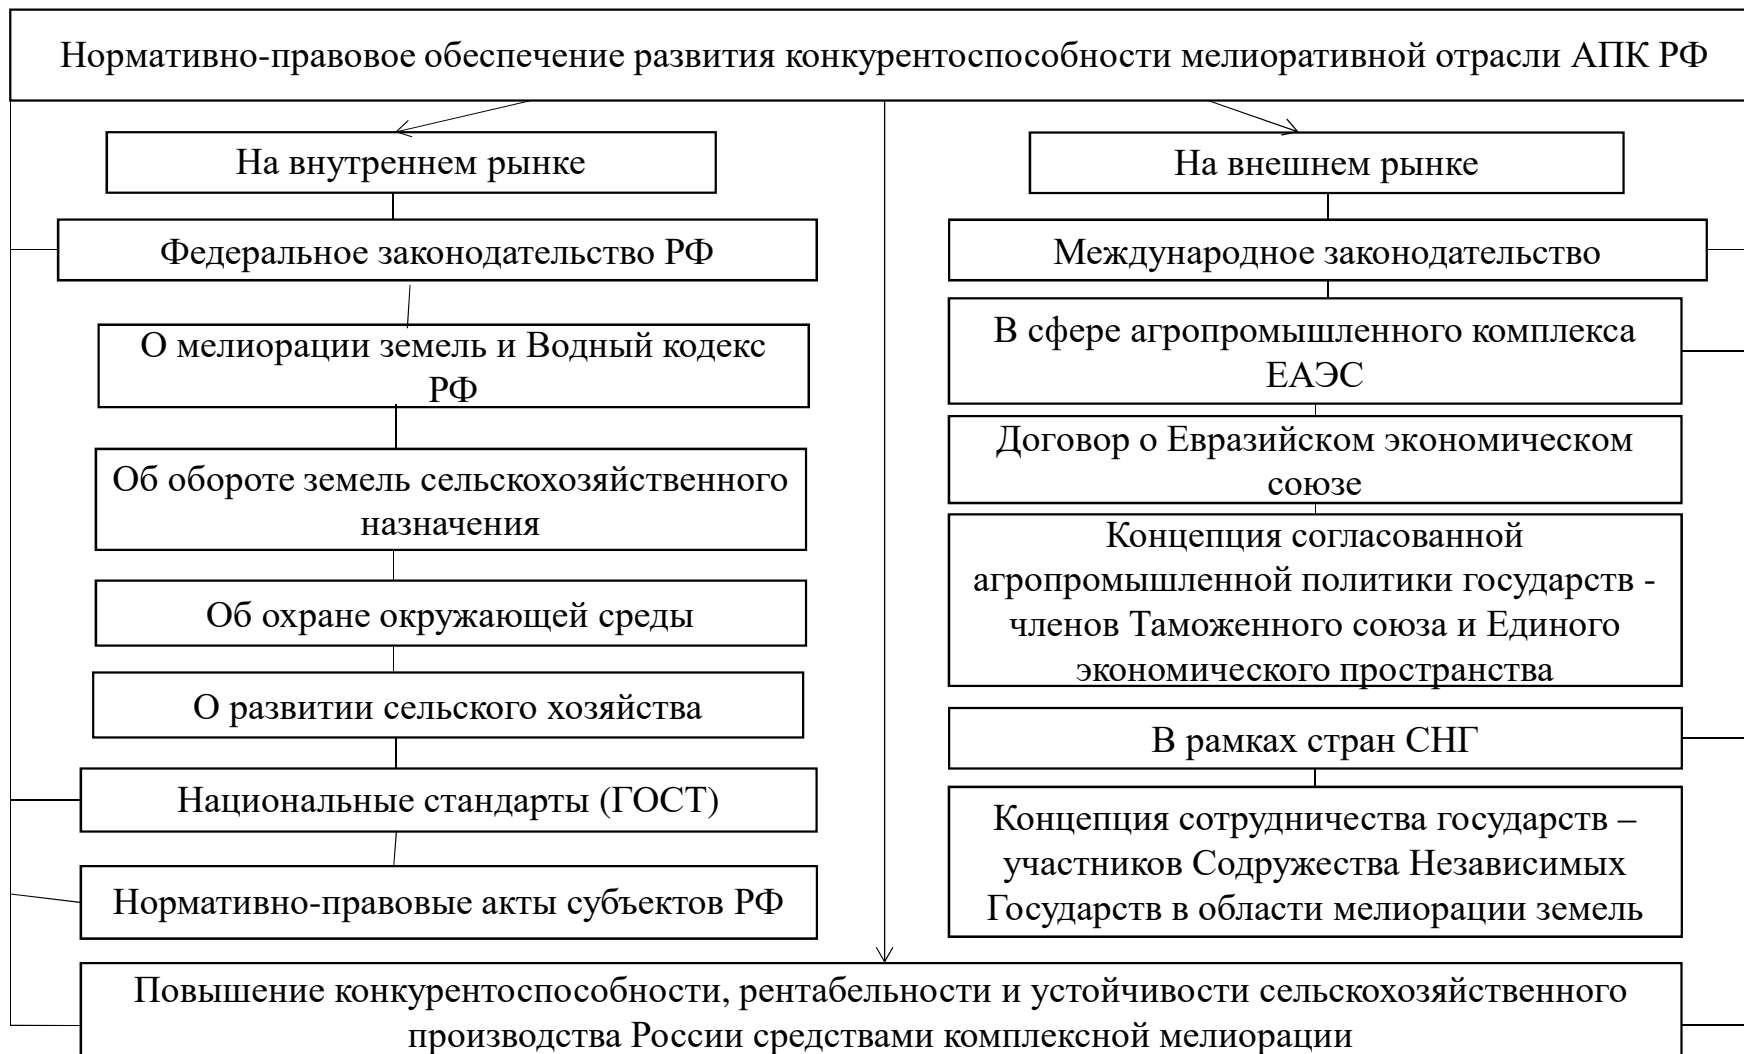 Нормативно-правовое обеспечение развития конкурентоспособности мелиоративной отрасли АПК РФ
На внутреннем рынке
Федеральное законодательство РФ
О мелиорации земель и Водный кодекс
РФ
Об обороте земель сельскохозяйственного
назначения
Об охране окружающей среды
О развитии сельского хозяйства
Национальные стандарты (ГОСТ)
Нормативно-правовые акты субъектов РФ
На внешнем рынке
Международное законодательство
В сфере агропромышленного комплекса
ЕАЭС
Договор о Евразийском экономическом
союзе
Концепция согласованной
агропромышленной политики государств -
членов Таможенного союза и Единого
экономического пространства
В рамках стран СНГ
Концепция сотрудничества государств –
участников Содружества Независимых
Государств в области мелиорации земель
Повышение конкурентоспособности, рентабельности и устойчивости сельскохозяйственного
производства России средствами комплексной мелиорации